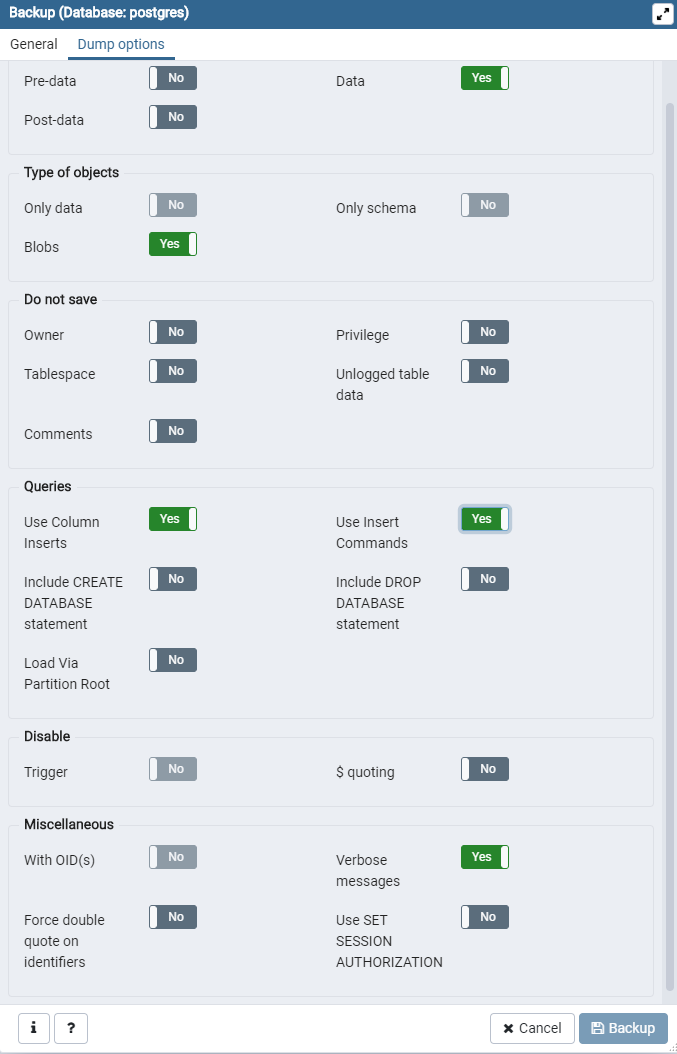 Backup (Database: postgres)
General Dump options
Pre-data No Data Yes
Post-data No
Type of objects
Only data No Only schema No
Blobs Yes
Do not save
Owner No Privilege No
Tablespace No Unlogged table
data
Comments No
No
Queries
Use Column Yes Use Insert Yes
Inserts Commands
Include CREATE No Include DROP No
DATABASE DATABASE
statement statement
Load Via No
Partition Root
Disable
Trigger No $ quoting No
Miscellaneous
With OID(s) No Verbose Yes
messages
Force double No Use SET No
quote on SESSION
identifiers AUTHORIZATION
i ? Cancel Backup